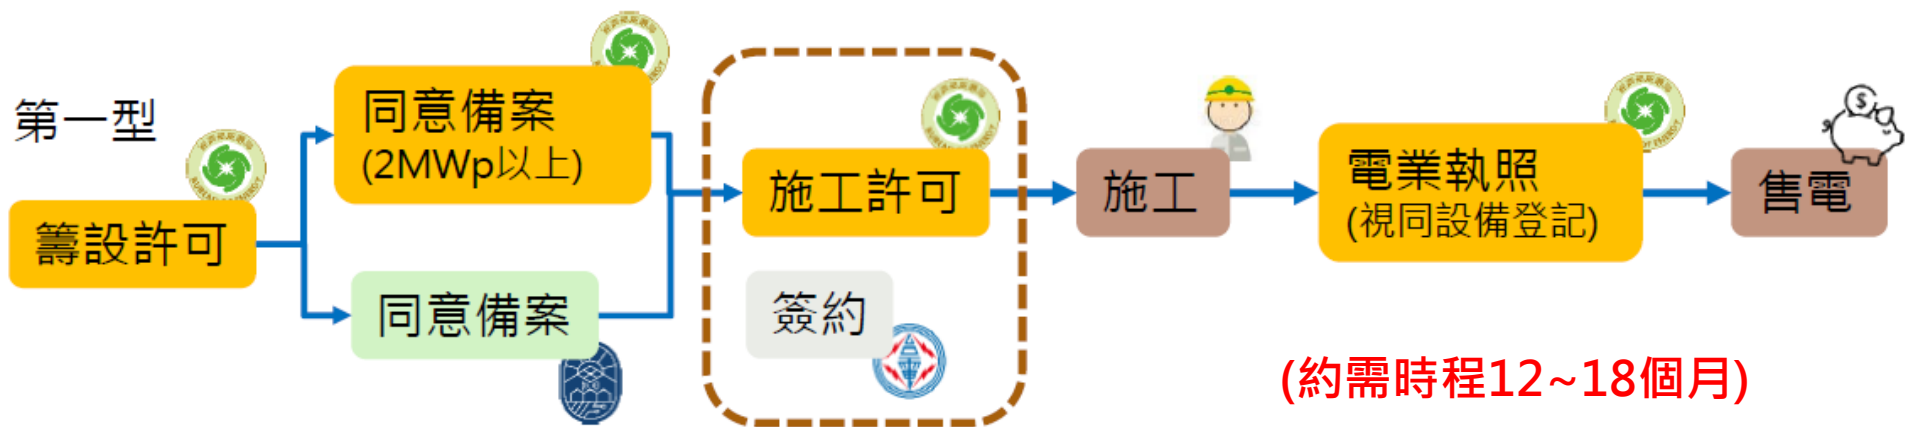 第一型
籌設許可
同意備案
(2MWp以上)
同意備案
施工許可
簽約
施工
電業執照
(視同設備登記)
售電
(約需時程12~18個月)